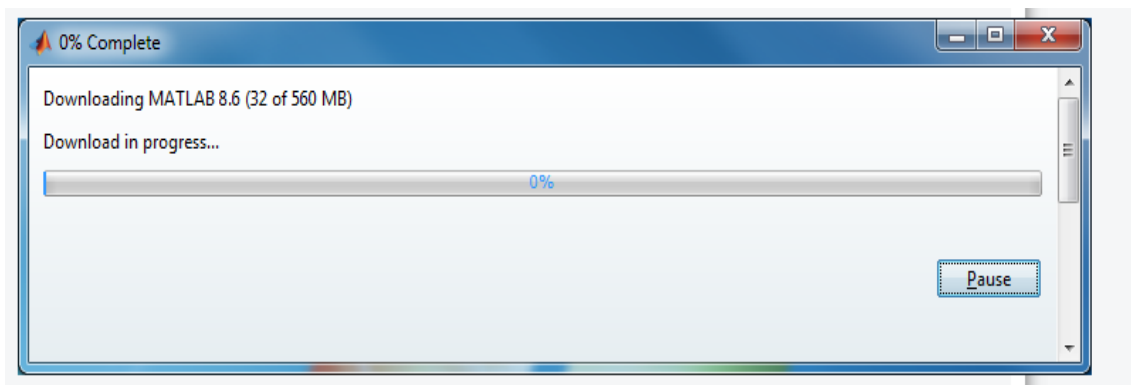 0% Complete
Downloading MATLAB 8.6 (32 of 560 MB)
Download in progress...
0%
Pause